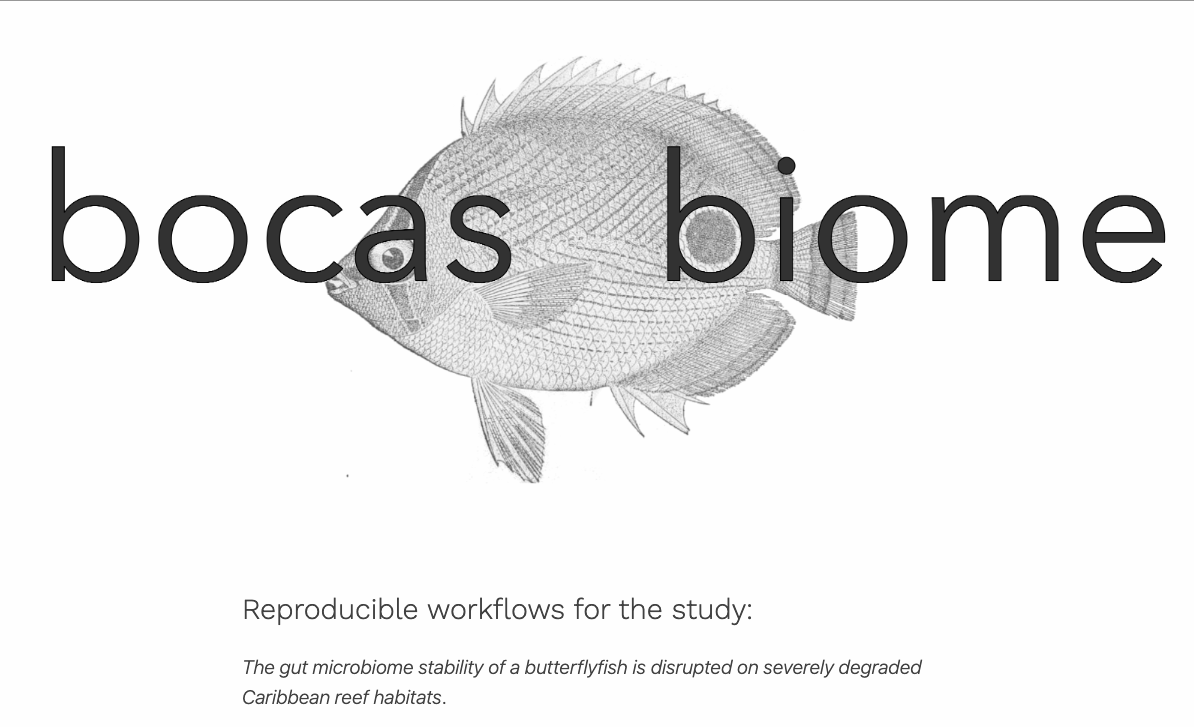 bocas biome
Reproducible workflows for the study:
The gut microbiome stability of a butterflyfish is disrupted on severely degraded
Caribbean reef habitats.